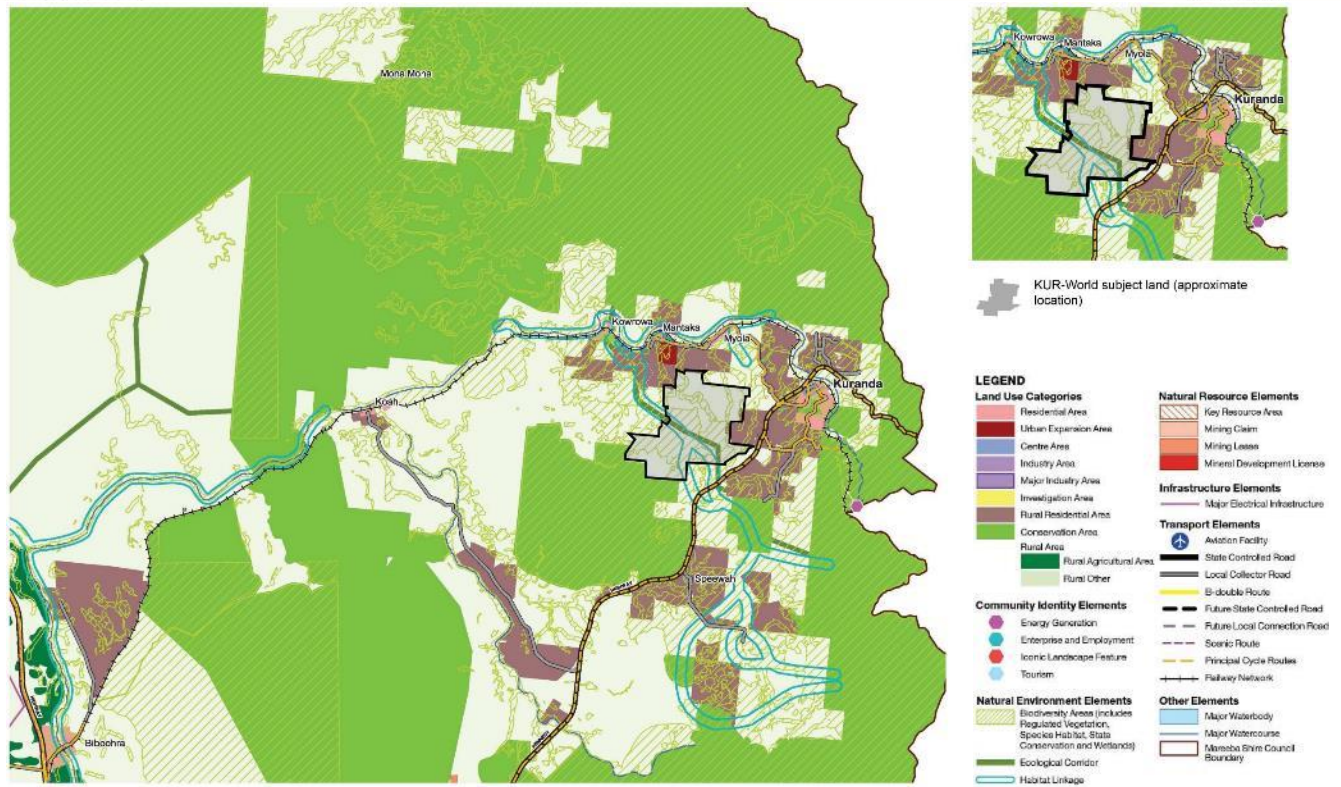 Mona Mona
Kowrowa
Mantaka
Myola
Kuranda
Koah
Speewah
HIGHWAY
Biboohra
Kowrowa
Mantaka
Myola
Kuranda
KUR-World subject land (approximate
location)
LEGEND
Land Use Categories
Residential Area
Urban Expansion Area
Centre Area
Industry Area
Major Industry Area
Investigation Area
Rural Residential Area
Conservation Area
Rural Area
Rural Agricultural Area
Rural Other
Community Identity Elements
Energy Generation
Enterprise and Employment
Iconic Landscape Feature
Tourism
Natural Environment Elements
Biodiversity Areas (includes
Regulated Vegetation,
Species Habitat, State
Conservation and Wetlands)
Ecological Corridor
Habitat Linkage
Natural Resource Elements
Key Resource Area
Mining Claim
Mining Lease
Mineral Development License
Infrastructure Elements
Major Electrical Infrastructure
Transport Elements
Aviation Facility
State Controlled Road
Local Collector Road
B-double Route
Future State Controlled Road
Future Local Connection Road
Scenic Route
Principal Cycle Routes
Railway Network
Other Elements
Major Waterbody
Major Watercourse
Mareeba Shire Council
Boundary